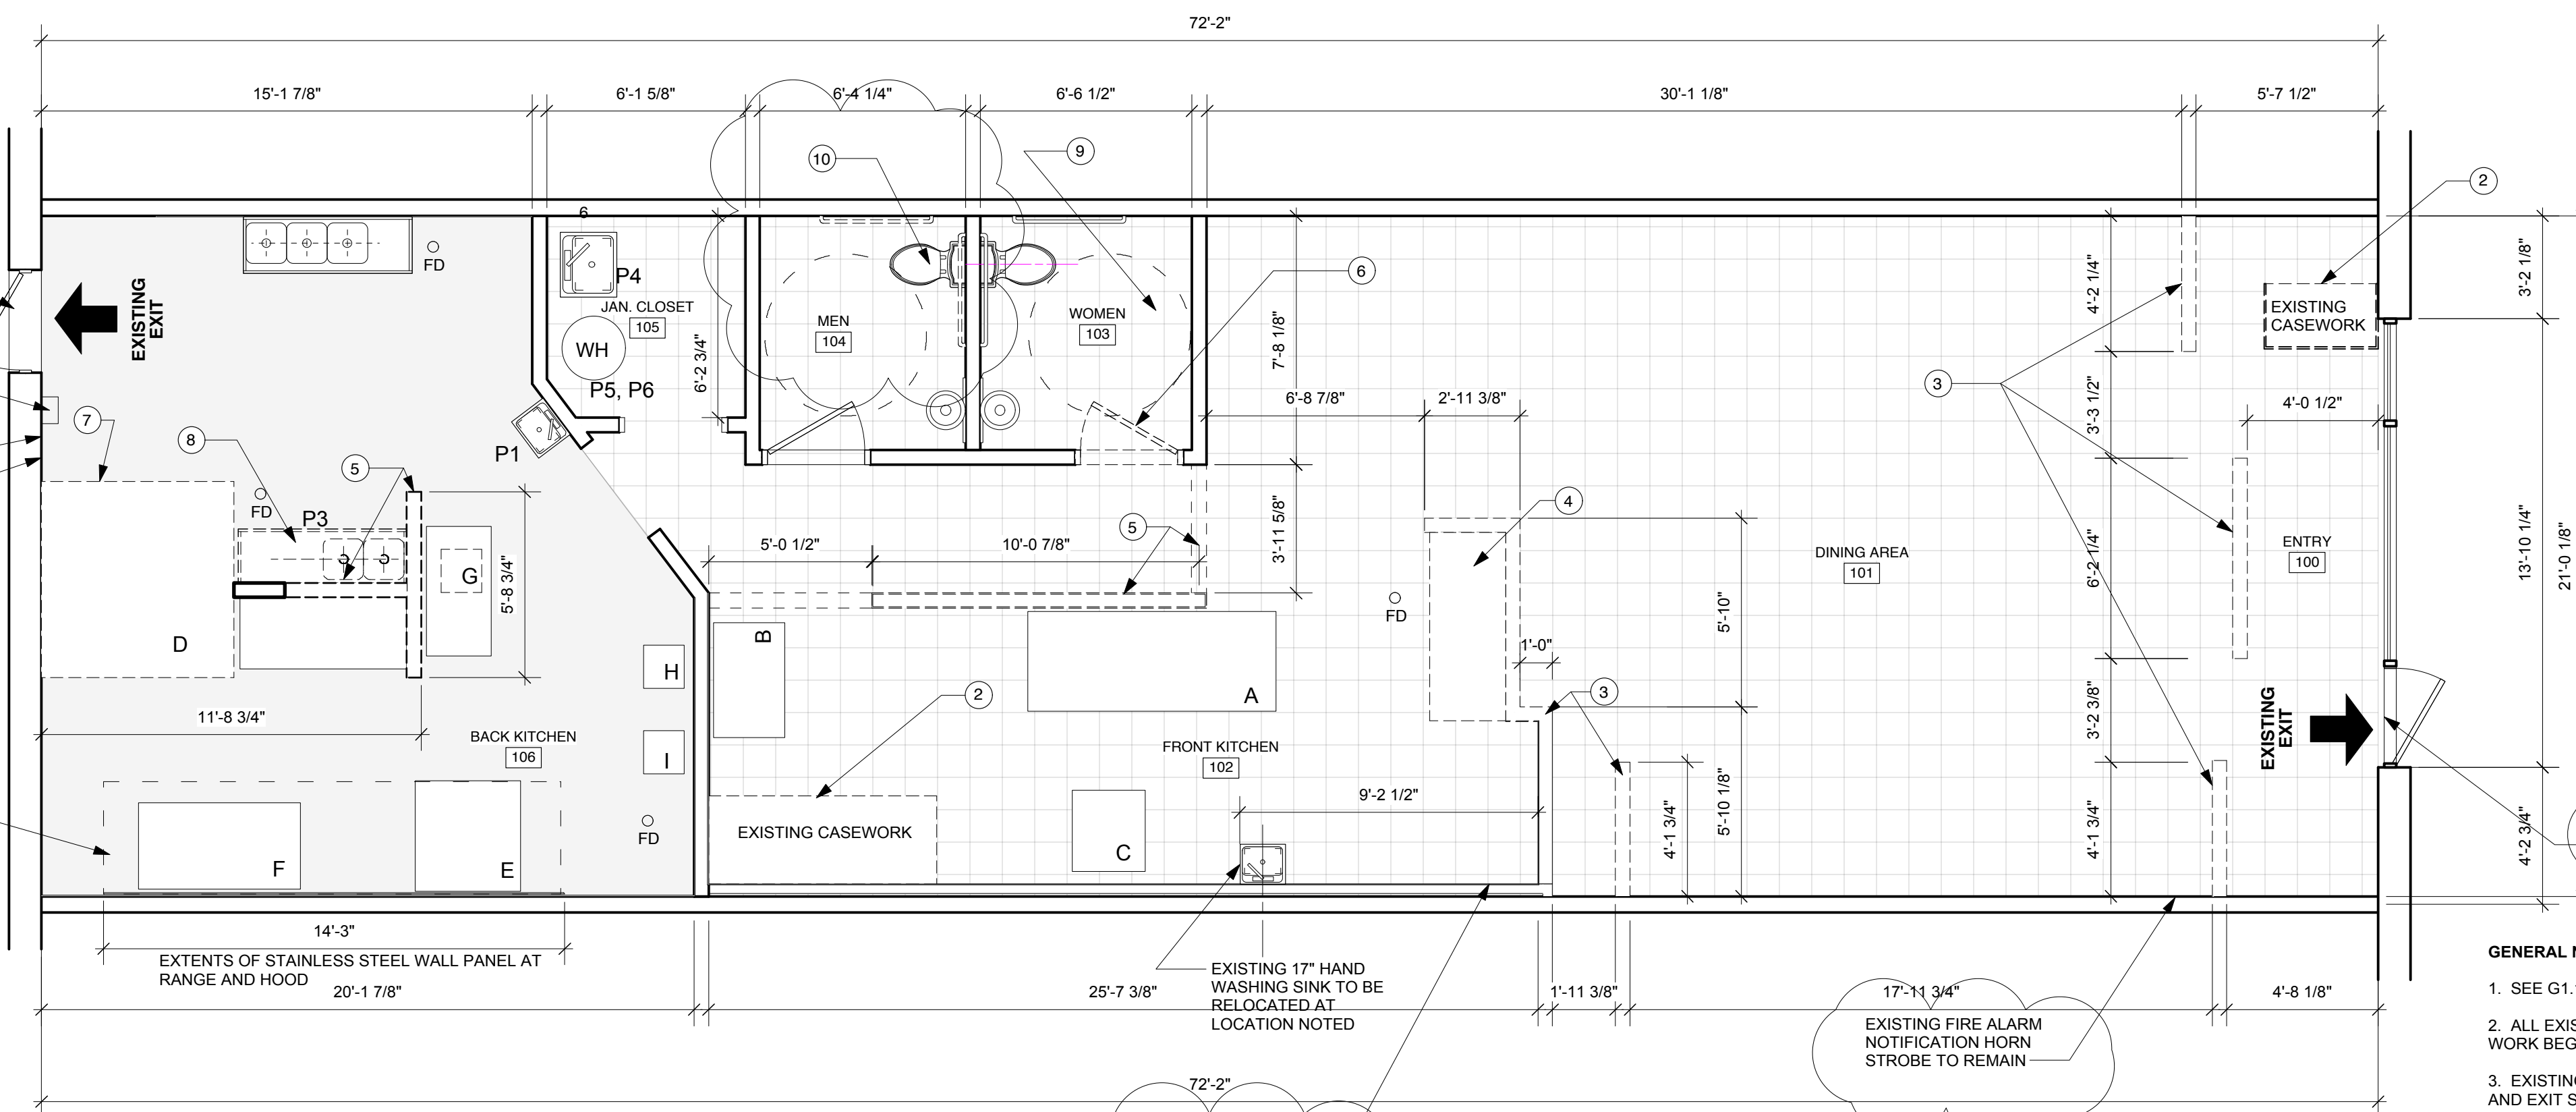 72'-2"
15'-1 7/8"
6'-1 5/8"
6'-4 1/4"
6'-6 1/2"
30'-1 1/8"
5'-7 1/2"
10
9
2
6
FD
P4
6
EXISTING
EXIT
JAN. CLOSET
105
WH
P5, P6
6'-2 3/4"
MEN
104
WOMEN
103
7'-8 1/8"
4'-2 1/4"
EXISTING
CASEWORK
3'-2 1/8"
3
6'-8 7/8"
2'-11 3/8"
3'-3 1/2"
4'-0 1/2"
7
8
5
P1
FD
P3
G
5'-8 3/4"
5'-0 1/2"
10'-0 7/8"
5
3'-11 5/8"
4
DINING AREA
101
6'-2 1/4"
ENTRY
100
13'-10 1/4"
21'-0 1/8"
D
H
B
A
FD
5'-10"
1'-0"
3
2
11'-8 3/4"
BACK KITCHEN
106
I
FRONT KITCHEN
102
3'-2 3/8"
EXISTING
EXIT
9'-2 1/2"
4'-1 3/4"
5'-10 1/8"
4'-1 3/4"
4'-2 3/4"
F
E
FD
EXISTING CASEWORK
C
14'-3"
EXTENTS OF STAINLESS STEEL WALL PANEL AT
RANGE AND HOOD
EXISTING 17" HAND
WASHING SINK TO BE
RELOCATED AT
LOCATION NOTED
20'-1 7/8"
25'-7 3/8"
1'-11 3/8"
17'-11 3/4"
4'-8 1/8"
EXISTING FIRE ALARM
NOTIFICATION HORN
STROBE TO REMAIN
72'-2"
GENERAL
1. SEE G1.
2. ALL
WORK
3.
AND EXIT